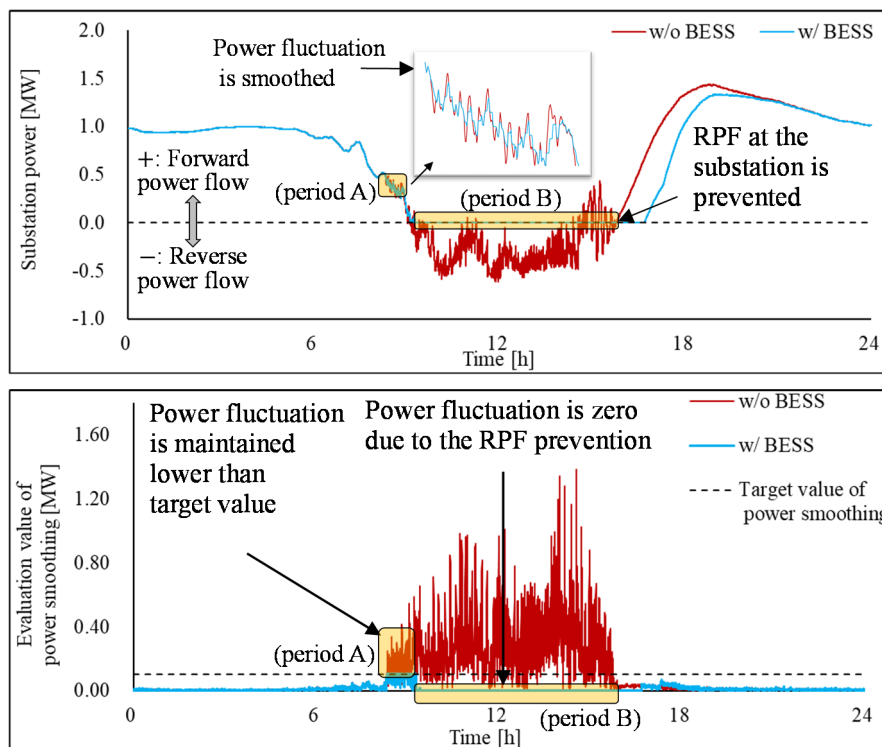 w/o BESS
w/ BESS
Power fluctuation
is smoothed
2.0
1.5
1.0
0.5
0.0
-0.5
-1.0
Substation power [MW]
+: Forward
power flow
−: Reverse
power flow
(period A)
(period B)
RPF at the
substation is
prevented
0
6
12
18
24
Time [h]
Power fluctuation
is maintained
lower than
target value
Power fluctuation is zero
due to the RPF prevention
w/o BESS
w/ BESS
Target value of
power smoothing
1.60
1.20
0.80
0.40
0.00
Evaluation value of
power smoothing [MW]
(period A)
(period B)
0
6
12
18
24
Time [h]